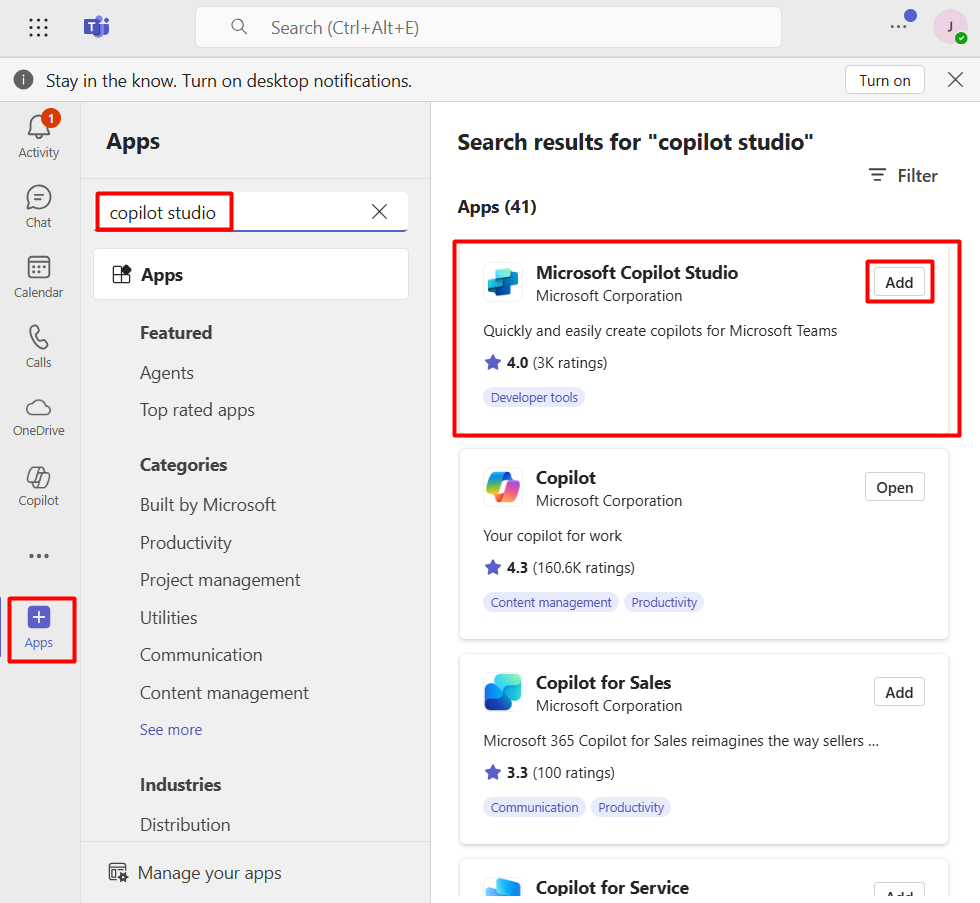 Search (Ctrl+Alt+E)
J
Stay in the know. Turn on desktop notifications.
Turn on
1
Activity
Chat
Calendar
Calls
OneDrive
Copilot
Apps
Apps
copilot studio
Apps
Featured
Agents
Top rated apps
Categories
Built by Microsoft
Productivity
Project management
Utilities
Communication
Content management
See more
Industries
Distribution
Manage your apps
Search results for "copilot studio"
Filter
Apps (41)
Microsoft Copilot Studio
Microsoft Corporation
Add
Quickly and easily create copilots for Microsoft Teams
4.0 (3K ratings)
Developer tools
Copilot
Microsoft Corporation
Open
Your copilot for work
4.3 (160.6K ratings)
Content management Productivity
Copilot for Sales
Microsoft Corporation
Add
Microsoft 365 Copilot for Sales reimagines the way sellers ...
3.3 (100 ratings)
Communication Productivity
Copilot for Service
Add